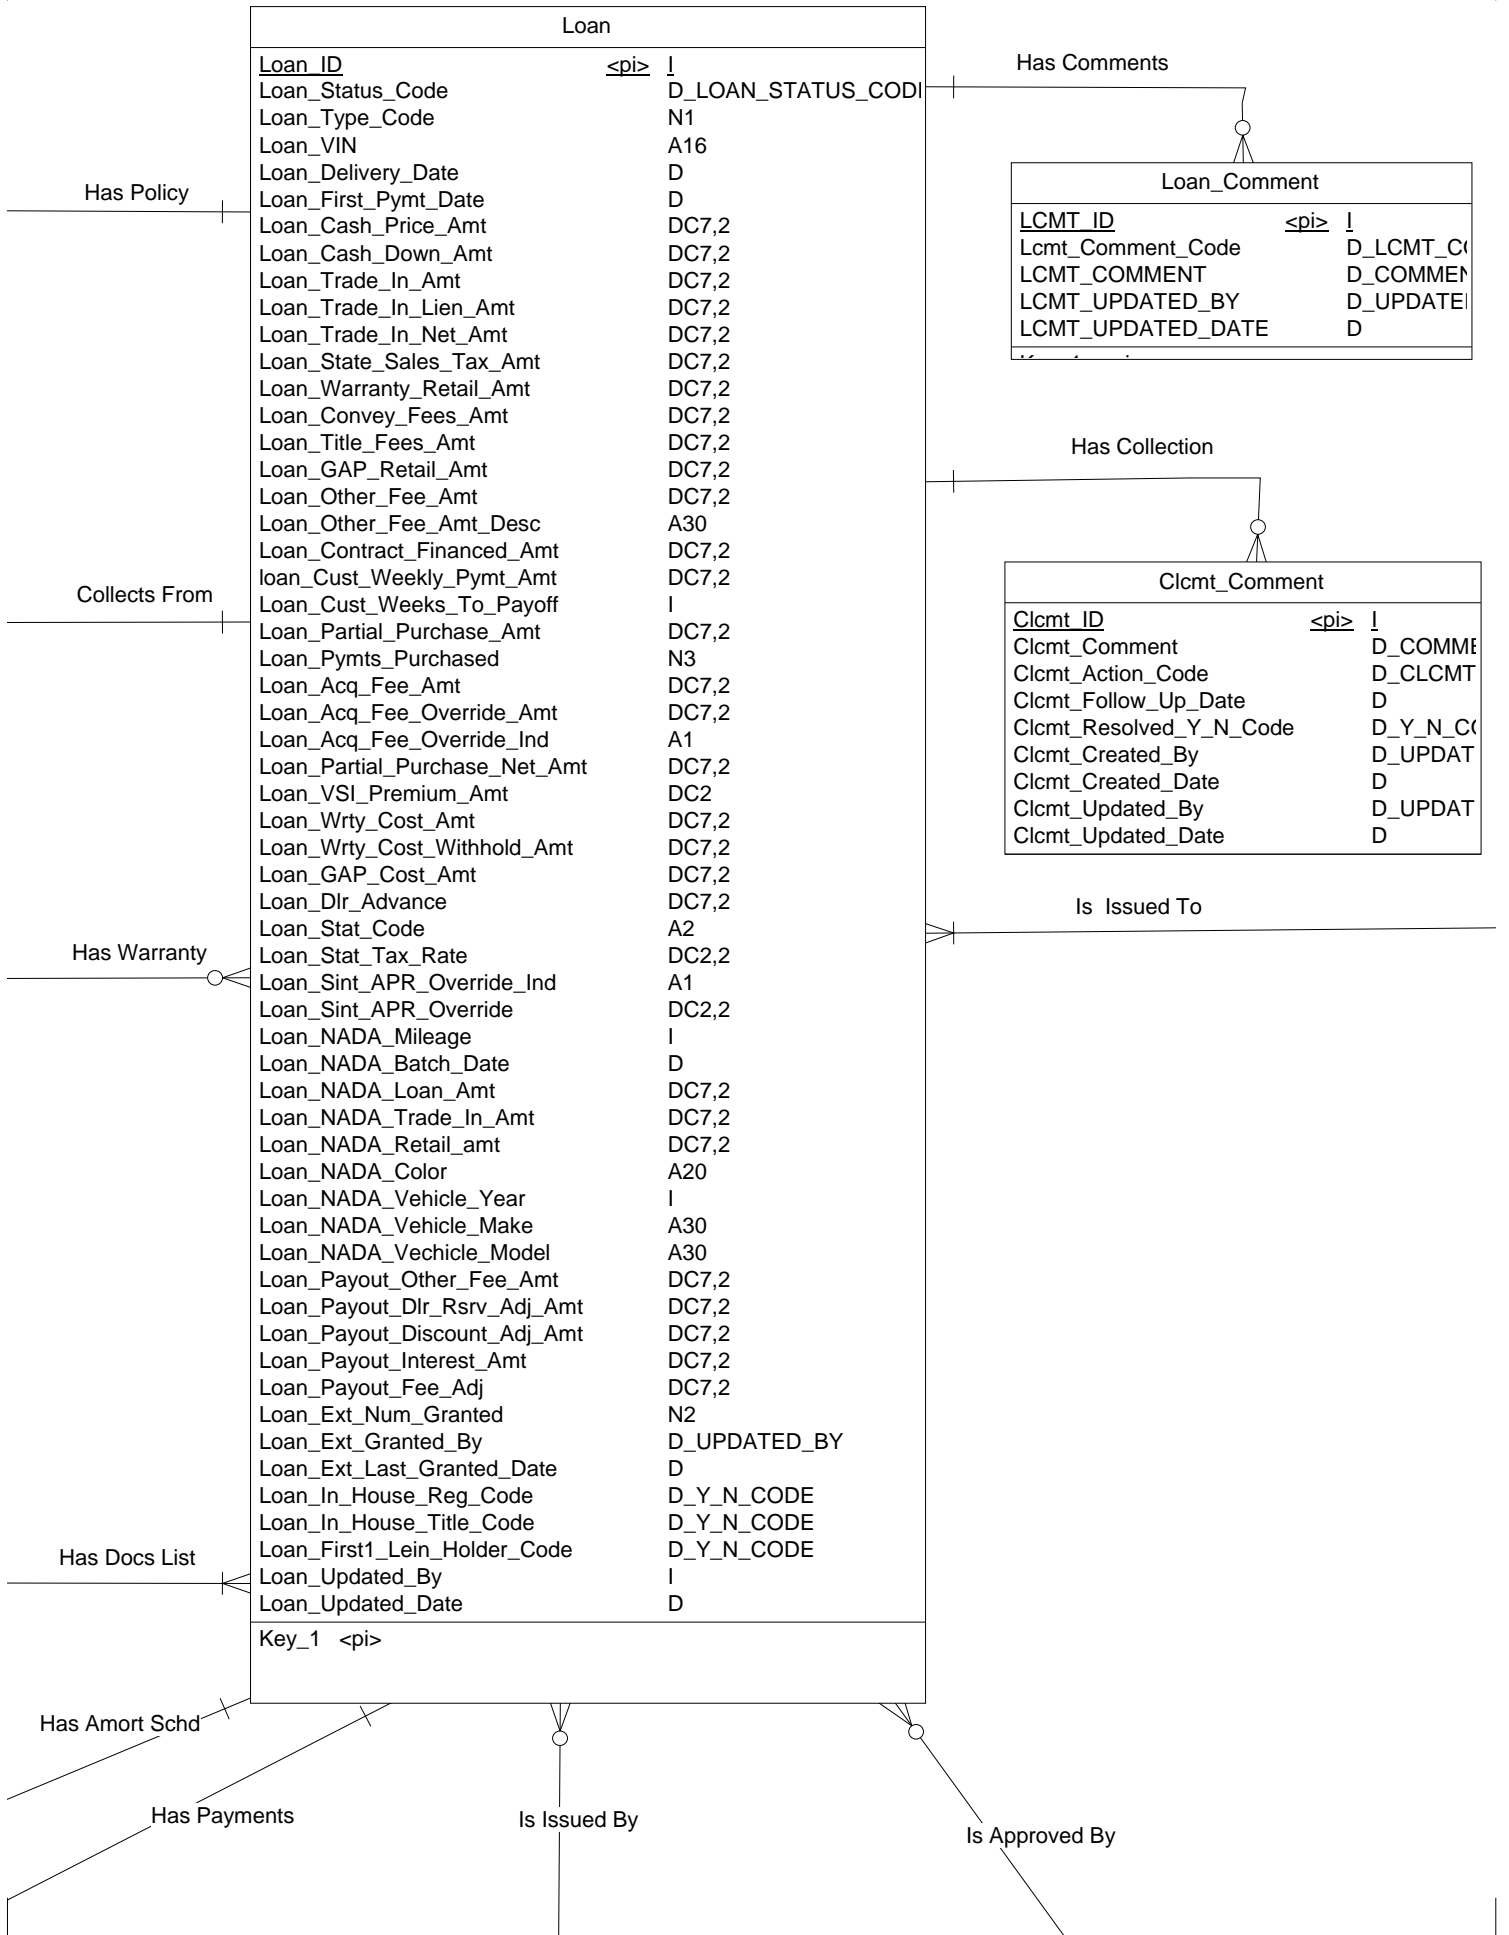 Loan
Loan_ID <pi> I
Loan_Status_Code D_LOAN_STATUS_COD
Loan_Type_Code N1
Loan_VIN A16
Loan_Delivery_Date D
Loan_First_Pymt_Date D
Loan_Cash_Price_Amt DC7,2
Loan_Cash_Down_Amt DC7,2
Loan_Trade_In_Amt DC7,2
Loan_Trade_In_Lien_Amt DC7,2
Loan_Trade_In_Net_Amt DC7,2
Loan_State_Sales_Tax_Amt DC7,2
Loan_Warranty_Retail_Amt DC7,2
Loan_Convey_Fees_Amt DC7,2
Loan_Title_Fees_Amt DC7,2
Loan_GAP_Retail_Amt DC7,2
Loan_Other_Fee_Amt DC7,2
Loan_Other_Fee_Amt_Desc A30
Loan_Contract_Financed_Amt DC7,2
loan_Cust_Weekly_Pymt_Amt DC7,2
Loan_Cust_Weeks_To_Payoff I
Loan_Partial_Purchase_Amt DC7,2
Loan_Pymts_Purchased N3
Loan_Acq_Fee_Amt DC7,2
Loan_Acq_Fee_Override_Amt DC7,2
Loan_Acq_Fee_Override_Ind A1
Loan_Partial_Purchase_Net_Amt DC7,2
Loan_VSI_Premium_Amt DC2
Loan_Wrty_Cost_Amt DC7,2
Loan_Wrty_Cost_Withhold_Amt DC7,2
Loan_GAP_Cost_Amt DC7,2
Loan_Dlr_Advance DC7,2
Loan_Stat_Code A2
Loan_Stat_Tax_Rate DC2,2
Loan_Sint_APR_Override_Ind A1
Loan_Sint_APR_Override DC2,2
Loan_NADA_Mileage I
Loan_NADA_Batch_Date D
Loan_NADA_Loan_Amt DC7,2
Loan_NADA_Trade_In_Amt DC7,2
Loan_NADA_Retail_amt DC7,2
Loan_NADA_Color A20
Loan_NADA_Vehicle_Year I
Loan_NADA_Vehicle_Make A30
Loan_NADA_Vechicle_Model A30
Loan_Payout_Other_Fee_Amt DC7,2
Loan_Payout_Dlr_Rsrv_Adj_Amt DC7,2
Loan_Payout_Discount_Adj_Amt DC7,2
Loan_Payout_Interest_Amt DC7,2
Loan_Payout_Fee_Adj DC7,2
Loan_Ext_Num_Granted N2
Loan_Ext_Granted_By D_UPDATED_BY
Loan_Ext_Last_Granted_Date D
Loan_In_House_Reg_Code D_Y_N_CODE
Loan_In_House_Title_Code D_Y_N_CODE
Loan_First1_Lein_Holder_Code D_Y_N_CODE
Loan_Updated_By I
Loan_Updated_Date D
Key_1 <pi>
Has Comments
Loan_Comment
LCMT_ID <pi> I
Lcmt_Comment_Code D_LCMT_C
LCMT_COMMENT D_COMMEN
LCMT_UPDATED_BY D_UPDATE
LCMT_UPDATED_DATE D
Has Collection
Clcmt_Comment
Clcmt_ID <pi> I
Clcmt_Comment D_COMME
Clcmt_Action_Code D_CLCMT
Clcmt_Follow_Up_Date D
Clcmt_Resolved_Y_N_Code D_Y_N_C
Clcmt_Created_By D_UPDAT
Clcmt_Created_Date D
Clcmt_Updated_By D_UPDAT
Clcmt_Updated_Date D
Is Issued To
Has Policy
Collects From
Has Warranty
Has Docs List
Has Amort Schd
Has Payments
Is Issued By
Is Approved By